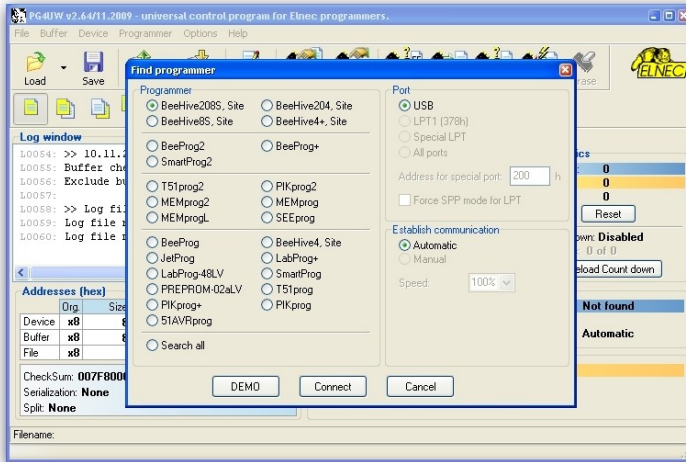 PG4UW v2.64/11.2009 - universal control program for Elnec programmers.
File Buffer Device Programmer Options Help
Load
Save
ELNEC
Find programmer
Programmer
BeeHive208S, Site
BeeHive204, Site
BeeHive8S, Site
BeeHive4+, Site
BeeProg2
BeeProg+
SmartProg2
T51prog2
PIKprog2
MEMprog2
MEMprog
MEMprogL
SEEprog
BeeProg
BeeHive4, Site
JetProg
LabProg+
LabProg-48LV
SmartProg
PREPROM-02aLV
T51prog
PIKprog+
PIKprog
51AVRprog
Search all
Port
USB
LPT1 (378h)
Special LPT
All ports
Address for special port: 200 h
Force SPP mode for LPT
Establish communication
Automatic
Manual
Speed: 100%
DEMO
Connect
Cancel
Log window
L0054: >> 10.11.2
L0055: Buffer che
L0056: Exclude bu
L0057:
L0058: >> Log fil
L0059: Log file r
L0060: Log file r
ics
0
0
0
Reset
own: Disabled
0 of 0
eload Count down
Addresses (hex)
Org. Size
Device x8 8
Buffer x8 8
File x8
Not found
Automatic
CheckSum: 007F8000
Serialization: None
Split: None
Filename: